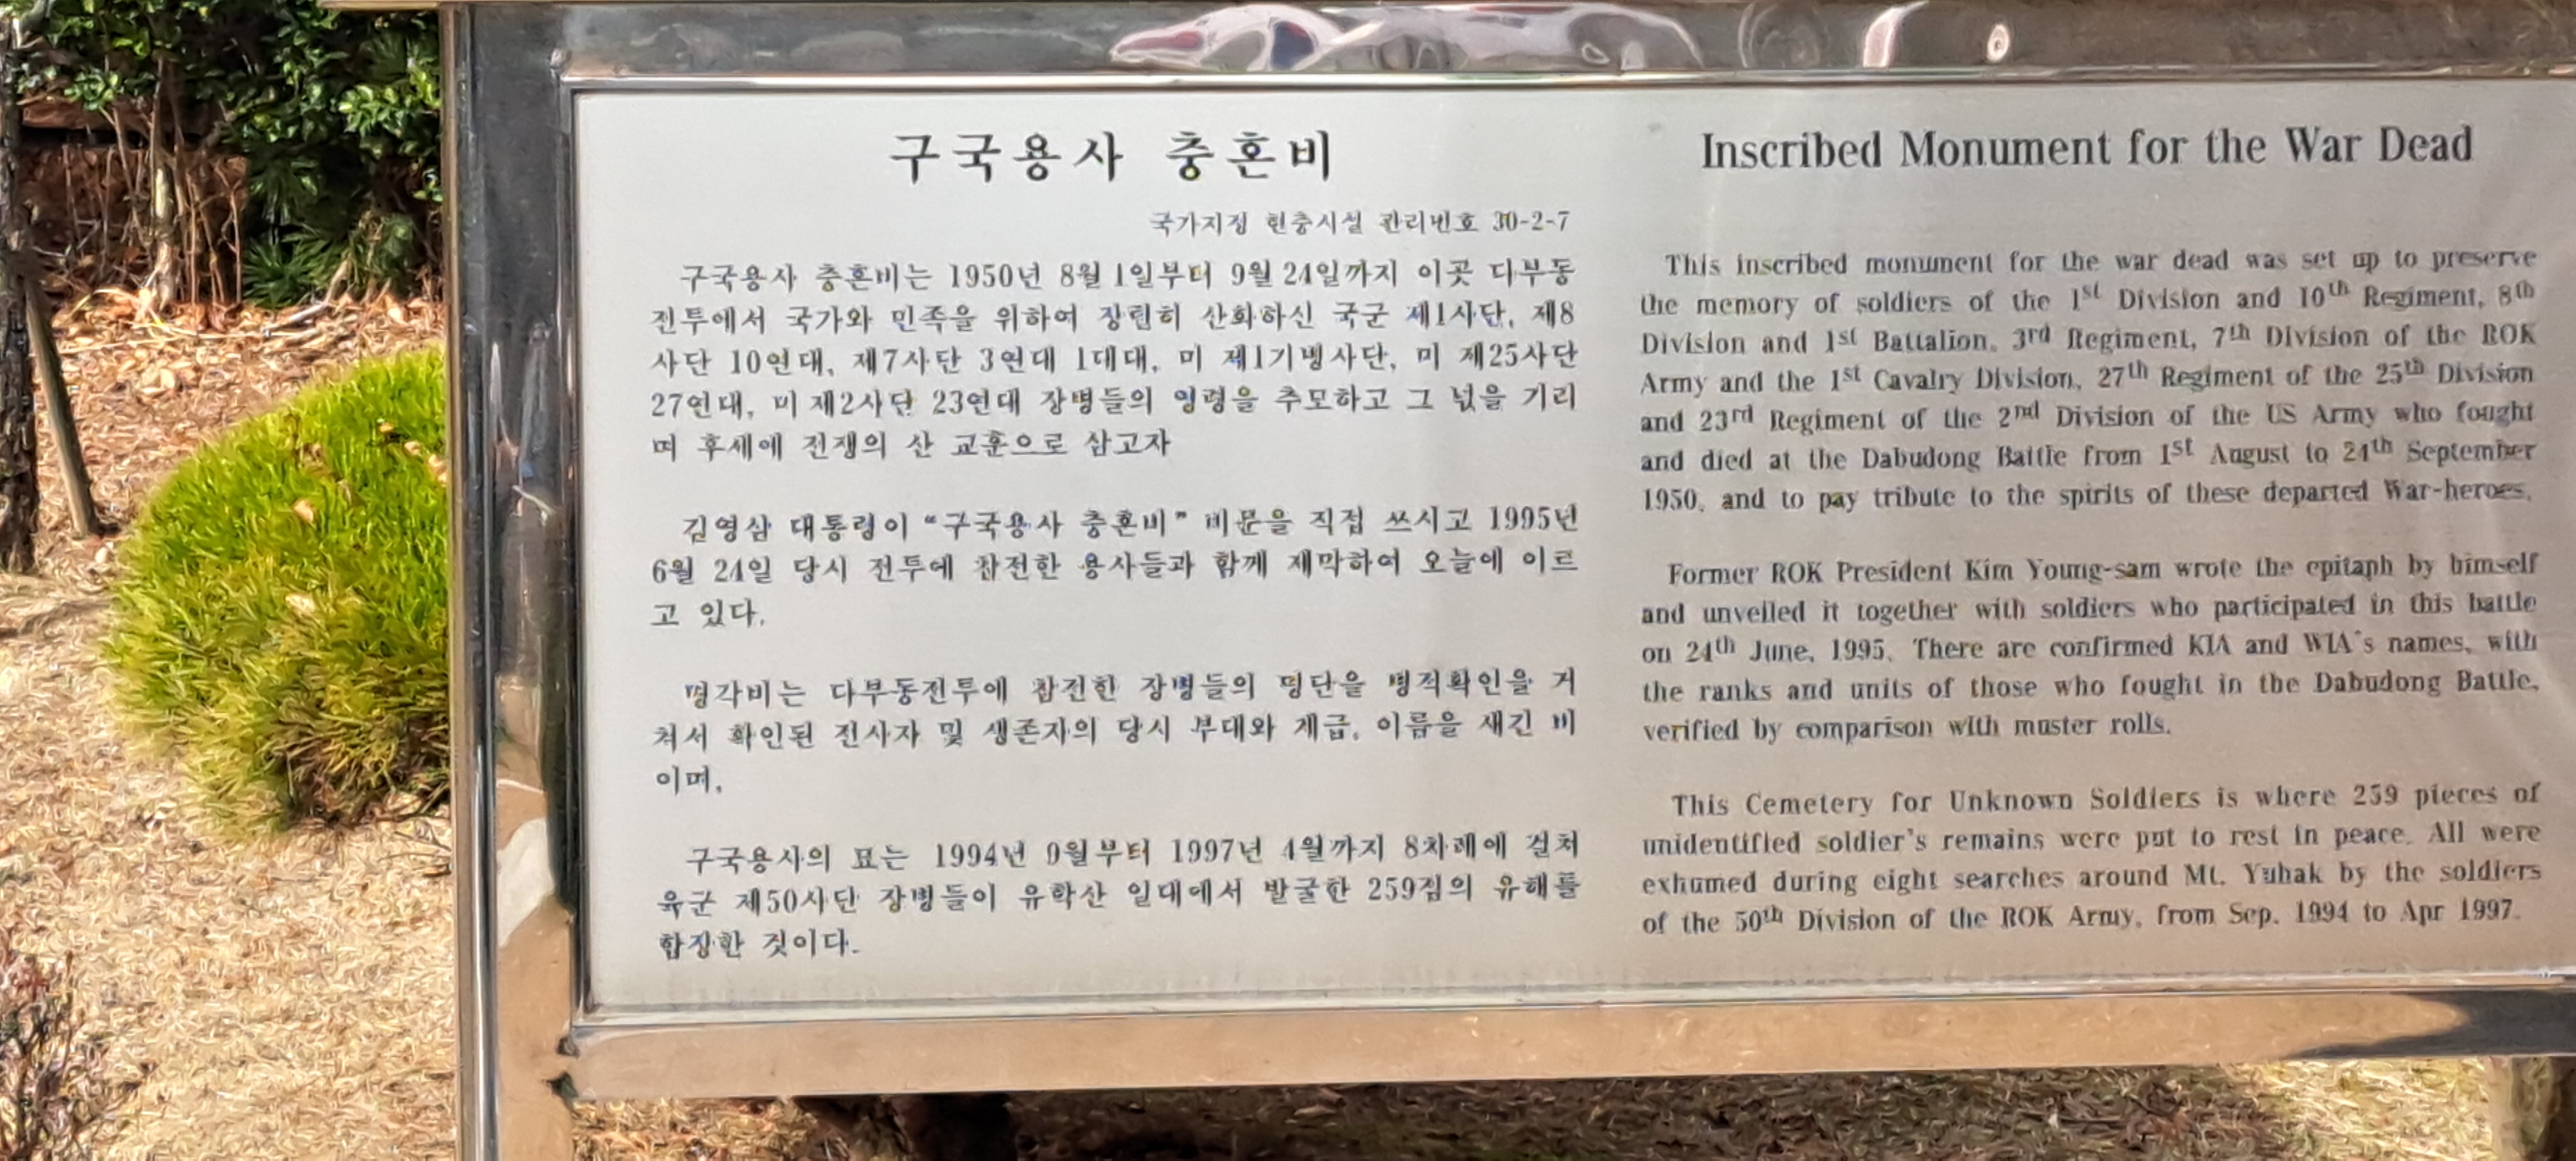 구국용사 충혼비
국가지정 현충시설 관리번호 30-2-7
구국용사 충혼비는 1950년 8월 1일부터 9월 24일까지 이곳 다부동
전투에서 국가와 민족을 위하여 장렬히 산화하신 국군 제1사단, 제8
사단 10연대, 제7사단 3연대 1대대, 미 제1기병사단, 미 제25사단
27연대, 미 제2사단 23연대 장병들의 영령을 추모하고 그 넋을 기리
며 후세에 전쟁의 산 교훈으로 삼고자
김영삼 대통령이 "구국용사 충혼비" 비문을 직접 쓰시고 1995년
6월 24일 당시 전투에 참전한 용사들과 함께 제막하여 오늘에 이르
고 있다.
명각비는 다부동전투에 참전한 장병들의 명단을 병적확인을 거
쳐서 확인된 전사자 및 생존자의 당시 부대와 계급, 이름을 새긴 비
이며,
구국용사의 묘는 1994년 9월부터 1997년 4월까지 8차례에 걸쳐
육군 제50사단 장병들이 유학산 일대에서 발굴한 259점의 유해를
합장한 것이다.
Inscribed Monument for the War Dead
This inscribed monument for the war dead was set up to preserve
the memory of soldiers of the 1st Division and 10th Regiment, 8th
Division and 1st Battalion, 3rd Regiment, 7th Division of the ROK
Army and the 1st Cavalry Division, 27th Regiment of the 25th Division
and 23rd Regiment of the 2nd Division of the US Army who fought
and died at the Dabudong Battle from 1st August to 24th September
1950, and to pay tribute to the spirits of these departed War-heroes.
Former ROK President Kim Young-sam wrote the epitaph by himself
and unveiled it together with soldiers who participated in this battle
on 24th June, 1995. There are confirmed KIA and WIA's names, with
the ranks and units of those who fought in the Dabudong Battle,
verified by comparison with muster rolls.
This Cemetery for Unknown Soldiers is where 259 pieces of
unidentified soldier's remains were put to rest in peace. All were
exhumed during eight searches around Mt. Yuhak by the soldiers
of the 50th Division of the ROK Army, from Sep. 1994 to Apr 1997.